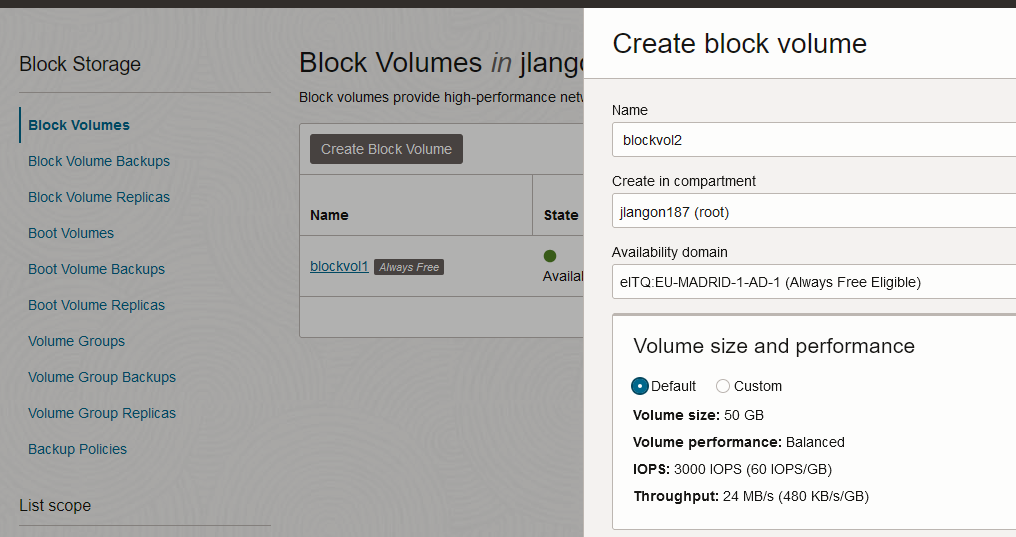 Block Storage
Block Volumes
Block Volume Backups
Block Volume Replicas
Boot Volumes
Boot Volume Backups
Boot Volume Replicas
Volume Groups
Volume Group Backups
Volume Group Replicas
Backup Policies
List scope
Block Volumes in jlango
Block volumes provide high-performance netw
Create Block Volume
Name State
blockvol1 Always Free
Availal
Create block volume
Name
blockvol2
Create in compartment
jlangon187 (root)
Availability domain
eITQ:EU-MADRID-1-AD-1 (Always Free Eligible)
Volume size and performance
Default Custom
Volume size: 50 GB
Volume performance: Balanced
IOPS: 3000 IOPS (60 IOPS/GB)
Throughput: 24 MB/s (480 KB/s/GB)